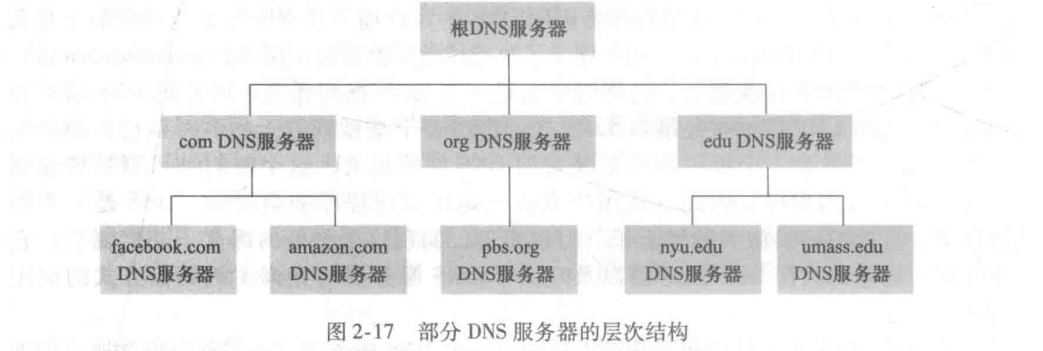 根DNS服务器
com DNS服务器
org DNS服务器
edu DNS服务器
facebook.com
DNS服务器
amazon.com
DNS服务器
pbs.org
DNS服务器
nyu.edu
DNS服务器
umass.edu
DNS服务器
图 2-17 部分 DNS 服务器的层次结构